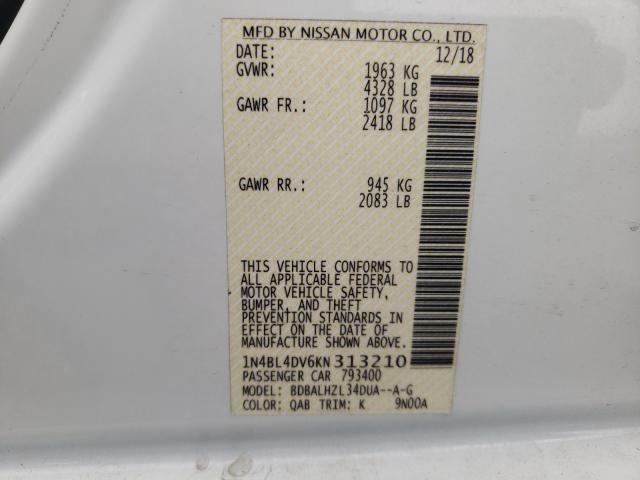 MFD BY NISSAN MOTOR CO., LTD.
DATE: 12/18
GVWR: 1963 KG
4328 LB
GAWR FR.: 1097 KG
2418 LB
GAWR RR.: 945 KG
2083 LB
THIS VEHICLE CONFORMS TO
ALL APPLICABLE FEDERAL
MOTOR VEHICLE SAFETY,
BUMPER, AND THEFT
PREVENTION STANDARDS IN
EFFECT ON THE DATE OF
MANUFACTURE SHOWN ABOVE.
1N4BL4DV6KN313210
PASSENGER CAR 793400
MODEL: BDBALHZL34DUA--A-G
COLOR: QAB TRIM: K 9N00A